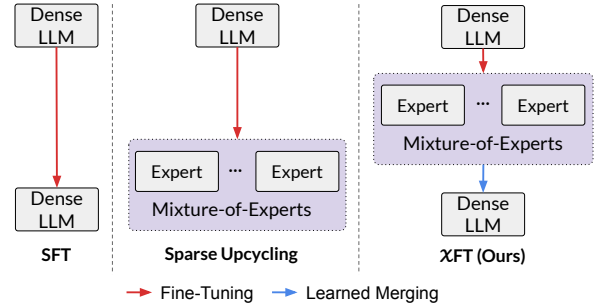 Dense
LLM
Dense
LLM
SFT
Dense
LLM
Expert ... Expert
Mixture-of-Experts
Sparse Upcycling
Dense
LLM
Expert ... Expert
Mixture-of-Experts
Dense
LLM
𝒳FT (Ours)
Fine-Tuning
Learned Merging